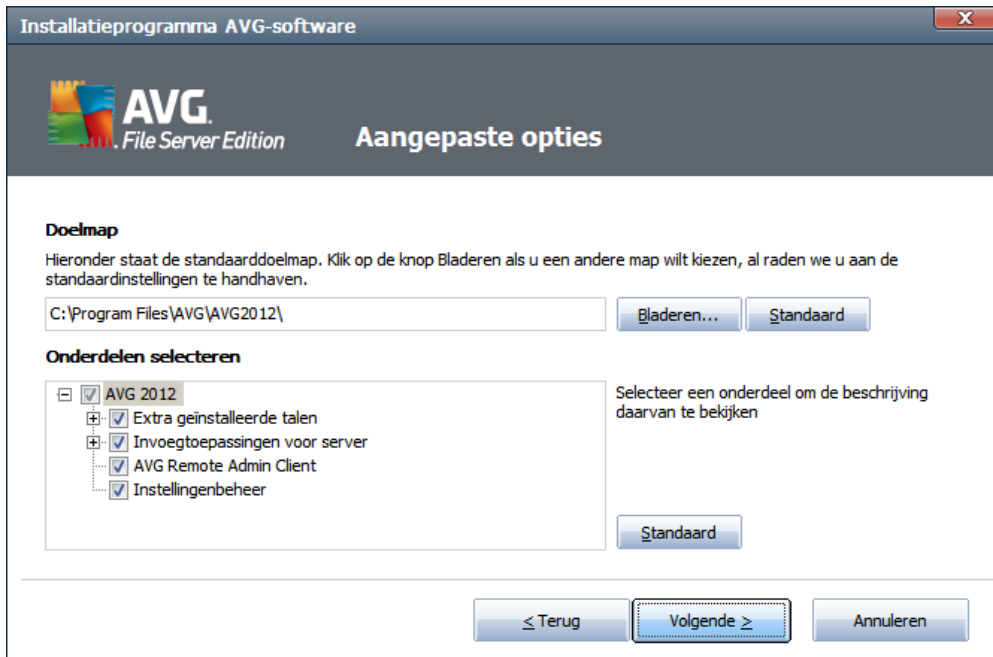 Installatieprogramma AVG-software
X
AVG.
File Server Edition
Aangepaste opties
Doelmap
Hieronder staat de standaarddoelmap. Klik op de knop Bladeren als u een andere map wilt kiezen, al raden we u aan de
standaardinstellingen te handhaven.
C:\Program Files\AVG\AVG2012\
Bladeren...
Standaard
Onderdelen selecteren
AVG 2012
Extra geïnstalleerde talen
Invoegtoepassingen voor server
AVG Remote Admin Client
Instellingenbeheer
Selecteer een onderdeel om de beschrijving
daarvan te bekijken
Standaard
< Terug
Volgende >
Annuleren